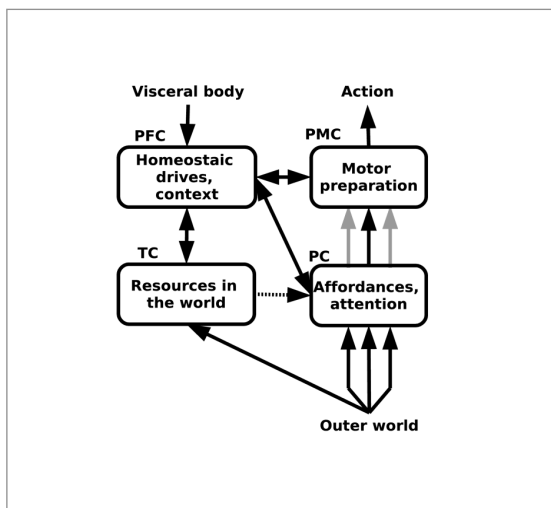 Visceral body
Action
PFC
PMC
Homeostaic
drives,
context
Motor
preparation
TC
PC
Resources in
the world
Affordances,
attention
Outer world